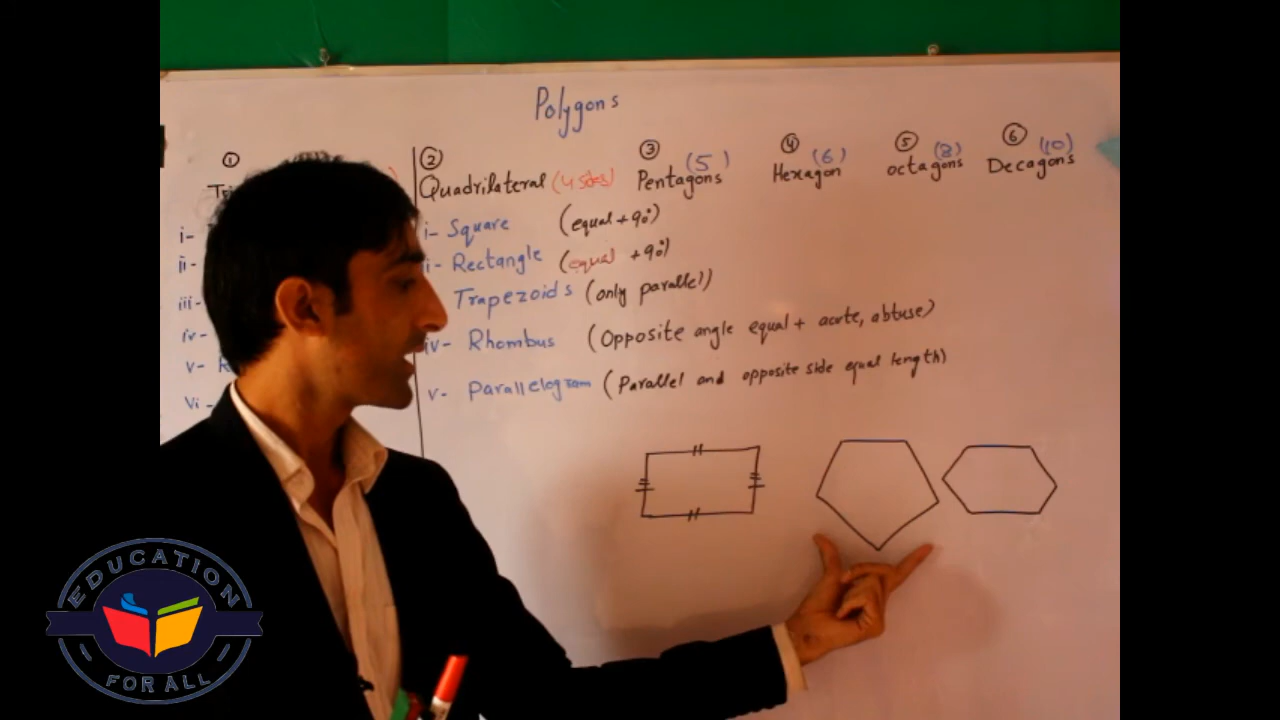 Polygons
① ② ③ ④ ⑤ ⑥
Quadrilateral (4 sides) Pentagons (5) Hexagon (6) octagons (8) Decagons (10)
i- i- Square (equal + 90°)
ii- i- Rectangle (equal + 90°)
iii- Trapezoids (only parallel)
iv- iv- Rhombus (Opposite angle equal + acute, abtuse)
v- R v- Parallelogram (Parallel and opposite side equal length)
vi-
EDUCATION
FOR ALL